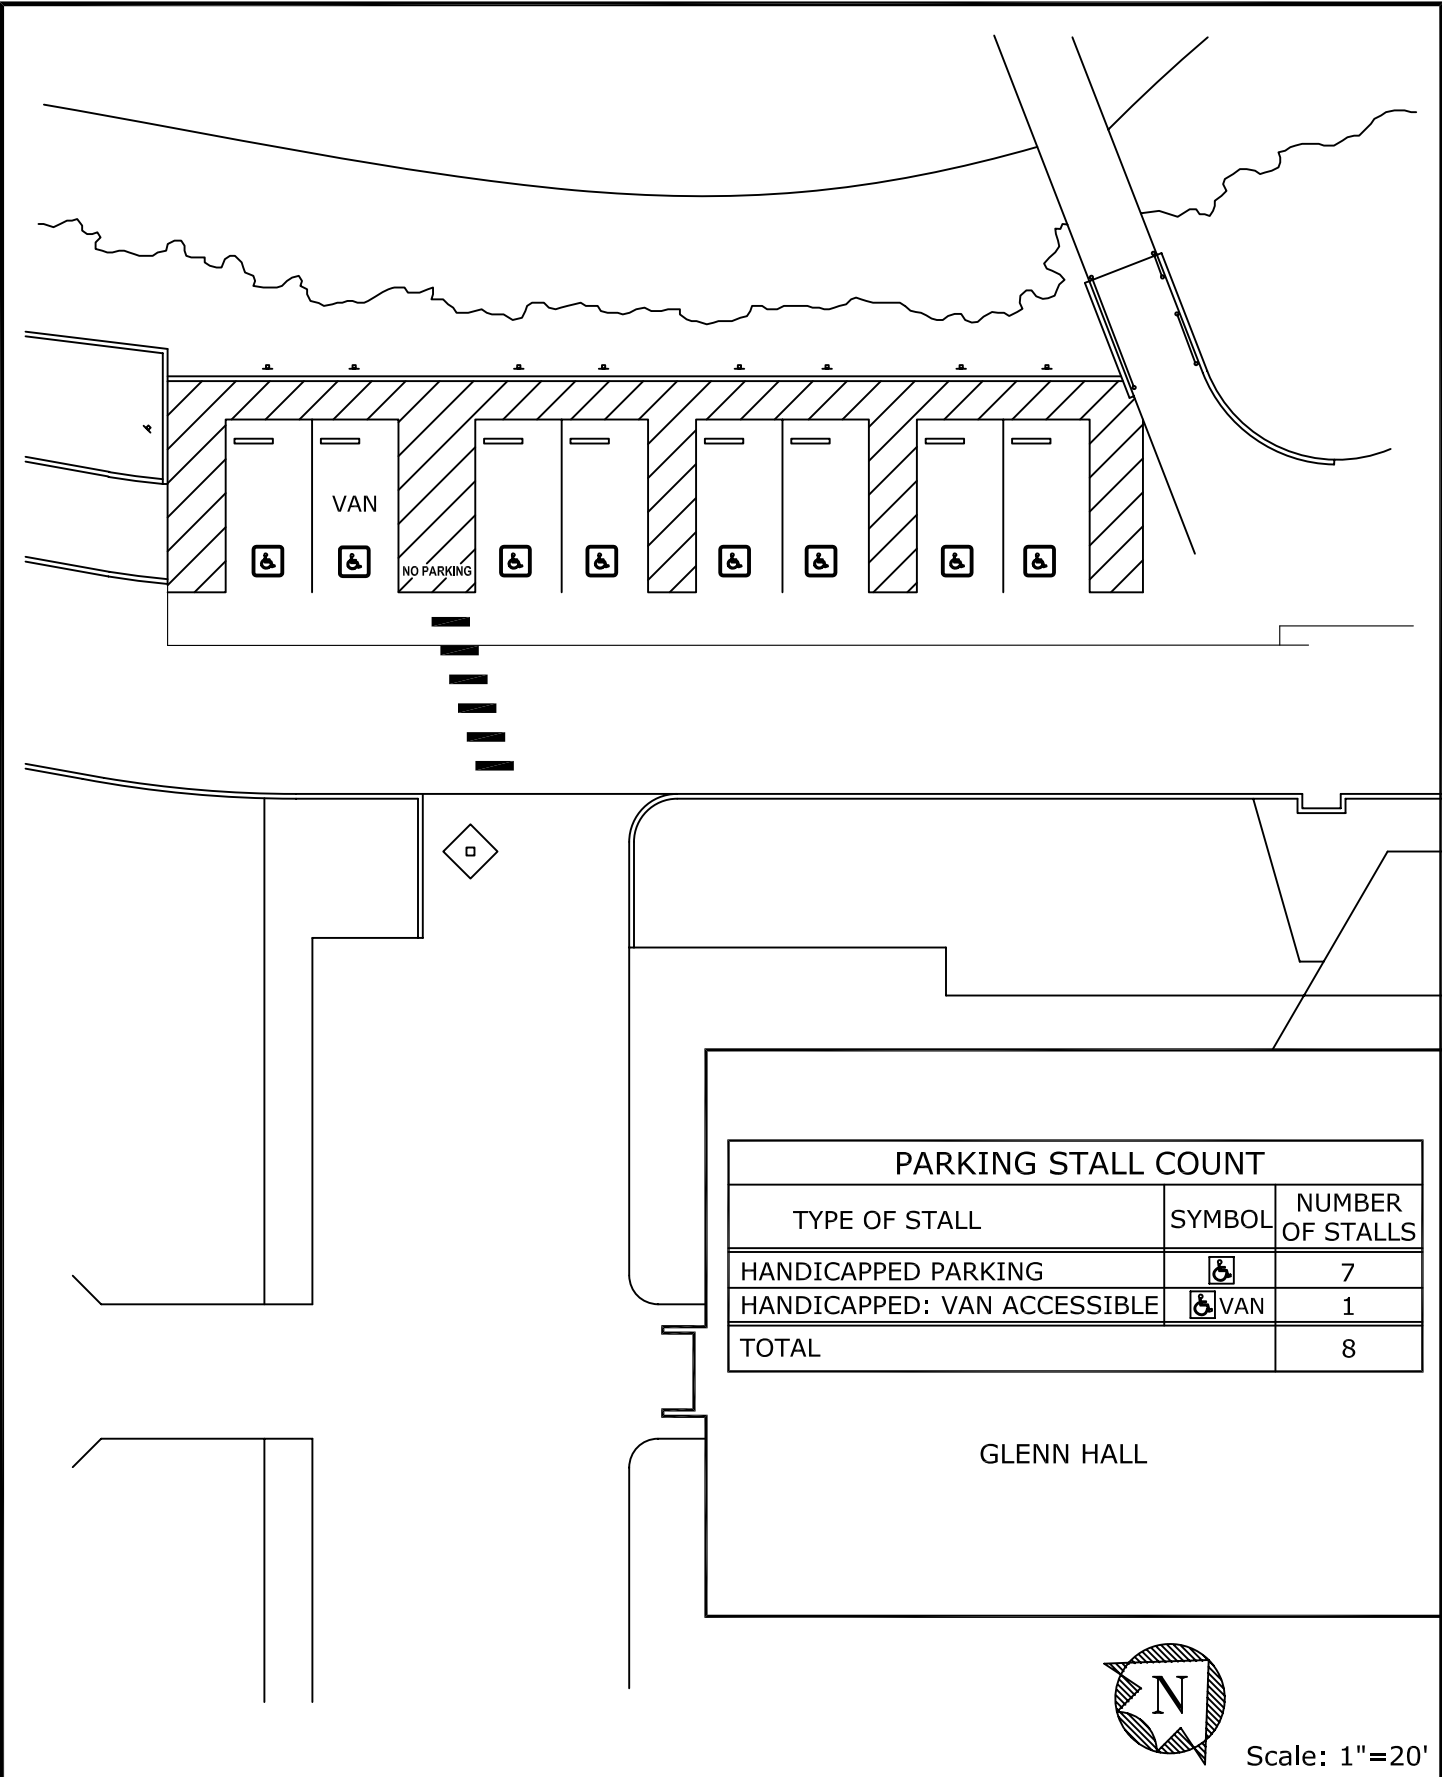 VAN
NO PARKING
PARKING STALL COUNT
TYPE OF STALL SYMBOL NUMBER OF STALLS
HANDICAPPED PARKING 7
HANDICAPPED: VAN ACCESSIBLE VAN 1
TOTAL 8
GLENN HALL
N
Scale: 1"=20'